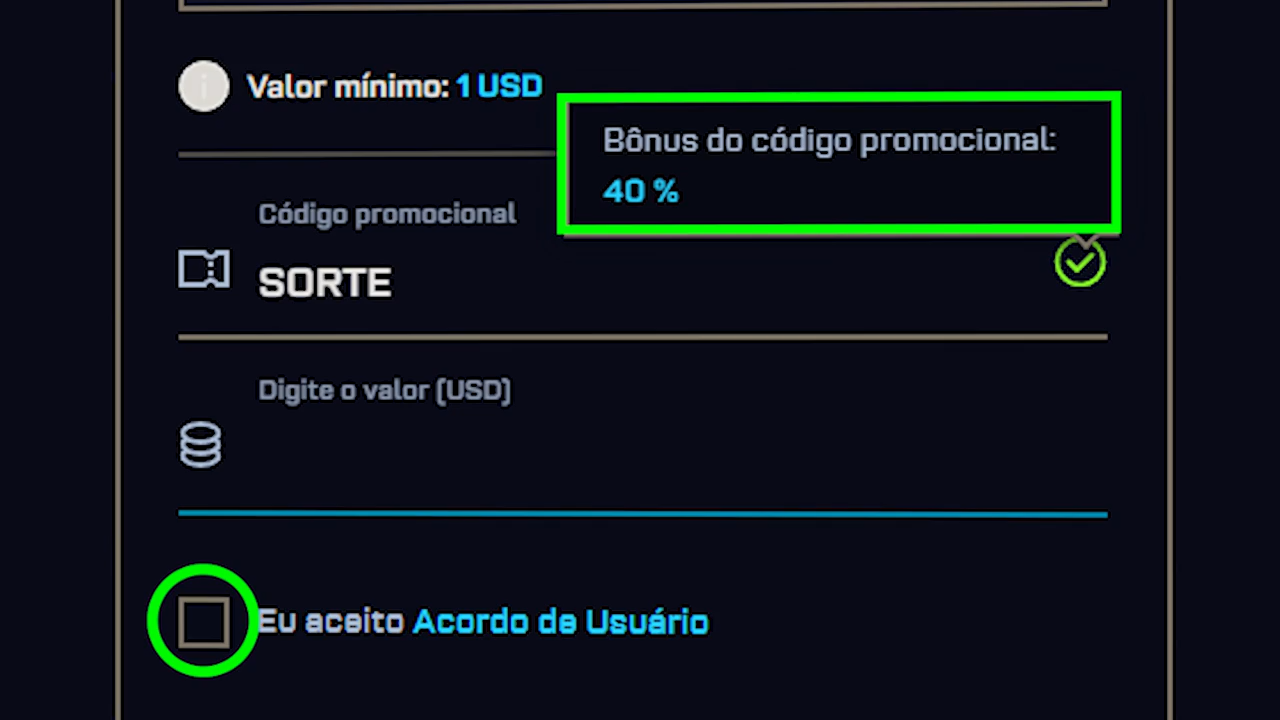 Valor mínimo: 1 USD
Bônus do código promocional:
40 %
Código promocional
SORTE
Digite o valor (USD)
Eu aceito Acordo de Usuário